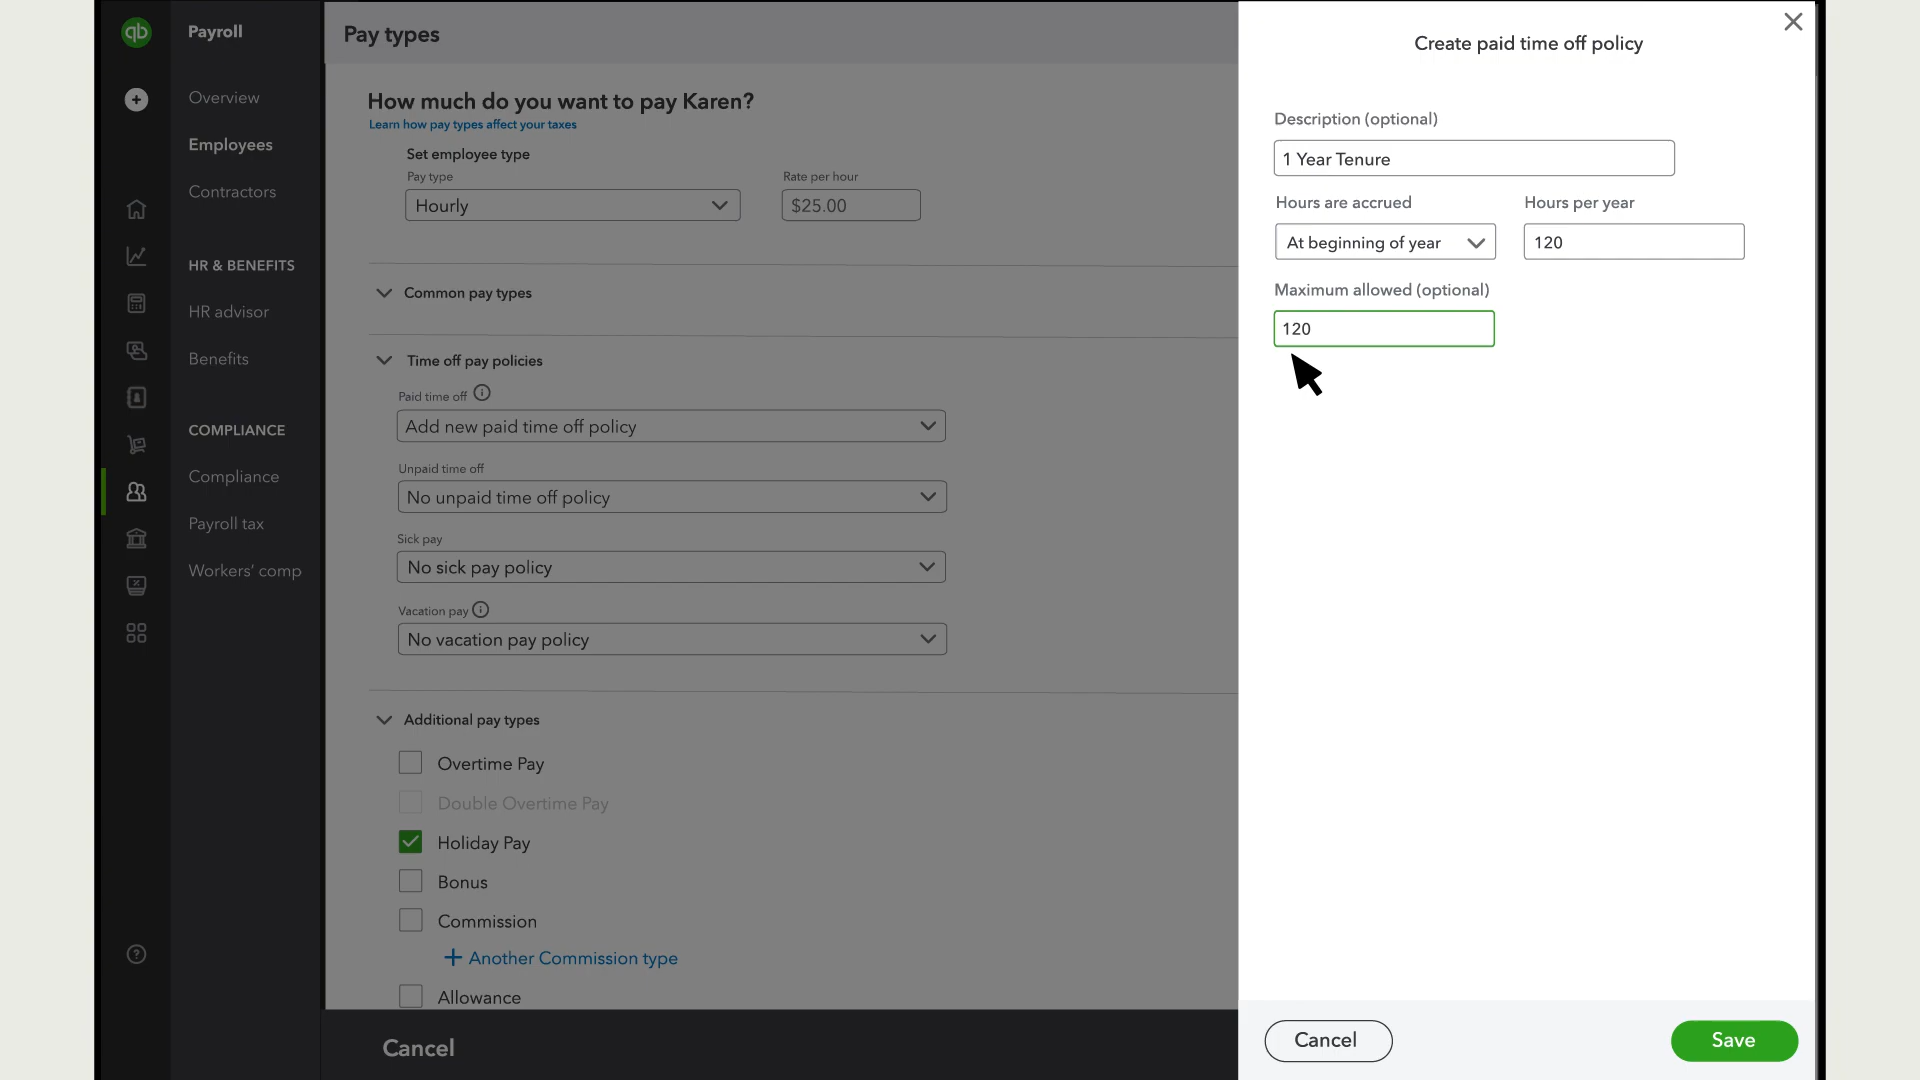 qb
Payroll
Overview
Employees
Contractors
HR & BENEFITS
HR advisor
Benefits
COMPLIANCE
Compliance
Payroll tax
Workers' comp
Pay types
How much do you want to pay Karen?
Learn how pay types affect your taxes
Set employee type
Pay type
Rate per hour
Hourly
$25.00
Common pay types
Time off pay policies
Paid time off
Add new paid time off policy
Unpaid time off
No unpaid time off policy
Sick pay
No sick pay policy
Vacation pay
No vacation pay policy
Additional pay types
Overtime Pay
Double Overtime Pay
Holiday Pay
Bonus
Commission
+ Another Commission type
Allowance
Cancel
Create paid time off policy
Description (optional)
1 Year Tenure
Hours are accrued
Hours per year
At beginning of year
120
Maximum allowed (optional)
120
Cancel
Save